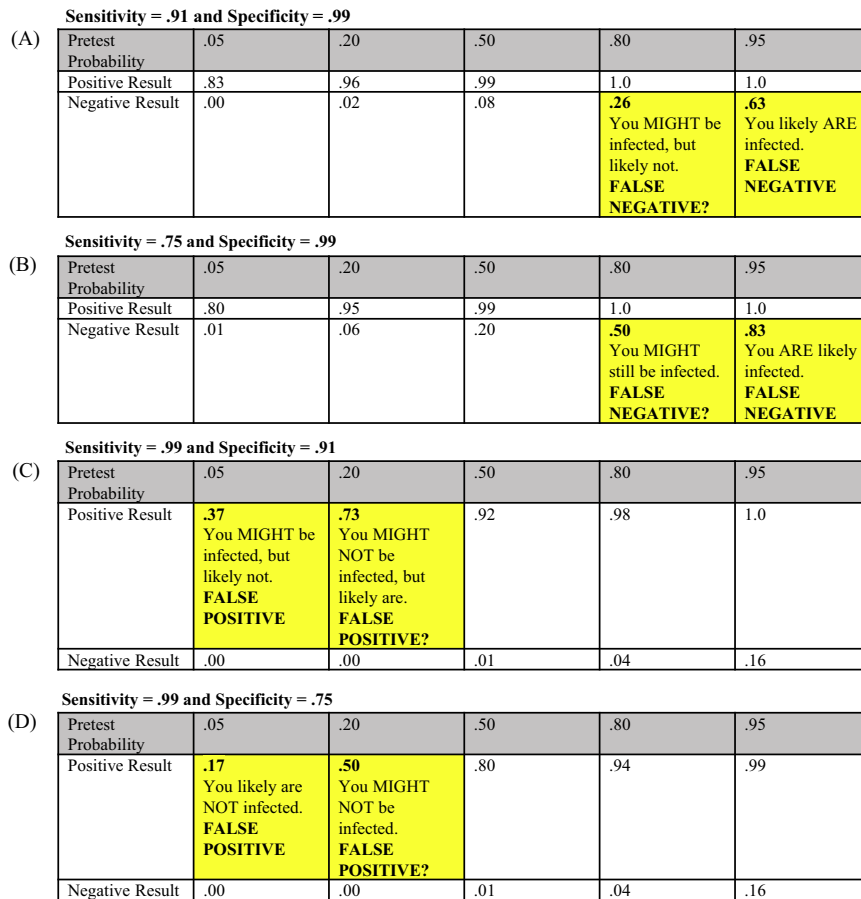 Sensitivity = .91 and Specificity = .99
(A)
Pretest Probability .05 .20 .50 .80 .95
Positive Result .83 .96 .99 1.0 1.0
Negative Result .00 .02 .08 .26 .63
You MIGHT be
infected, but
likely not.
FALSE
NEGATIVE?
You likely ARE
infected.
FALSE
NEGATIVE
Sensitivity = .75 and Specificity = .99
(B)
Pretest Probability .05 .20 .50 .80 .95
Positive Result .80 .95 .99 1.0 1.0
Negative Result .01 .06 .20 .50 .83
You MIGHT
still be infected.
FALSE
NEGATIVE?
You ARE likely
infected.
FALSE
NEGATIVE
Sensitivity = .99 and Specificity = .91
(C)
Pretest Probability .05 .20 .50 .80 .95
Positive Result .37 .73 .92 .98 1.0
You MIGHT be
infected, but
likely not.
FALSE
POSITIVE
You MIGHT
NOT be
infected, but
likely are.
FALSE
POSITIVE?
Negative Result .00 .00 .01 .04 .16
Sensitivity = .99 and Specificity = .75
(D)
Pretest Probability .05 .20 .50 .80 .95
Positive Result .17 .50 .80 .94 .99
You likely are
NOT infected.
FALSE
POSITIVE
You MIGHT
NOT be
infected.
FALSE
POSITIVE?
Negative Result .00 .00 .01 .04 .16